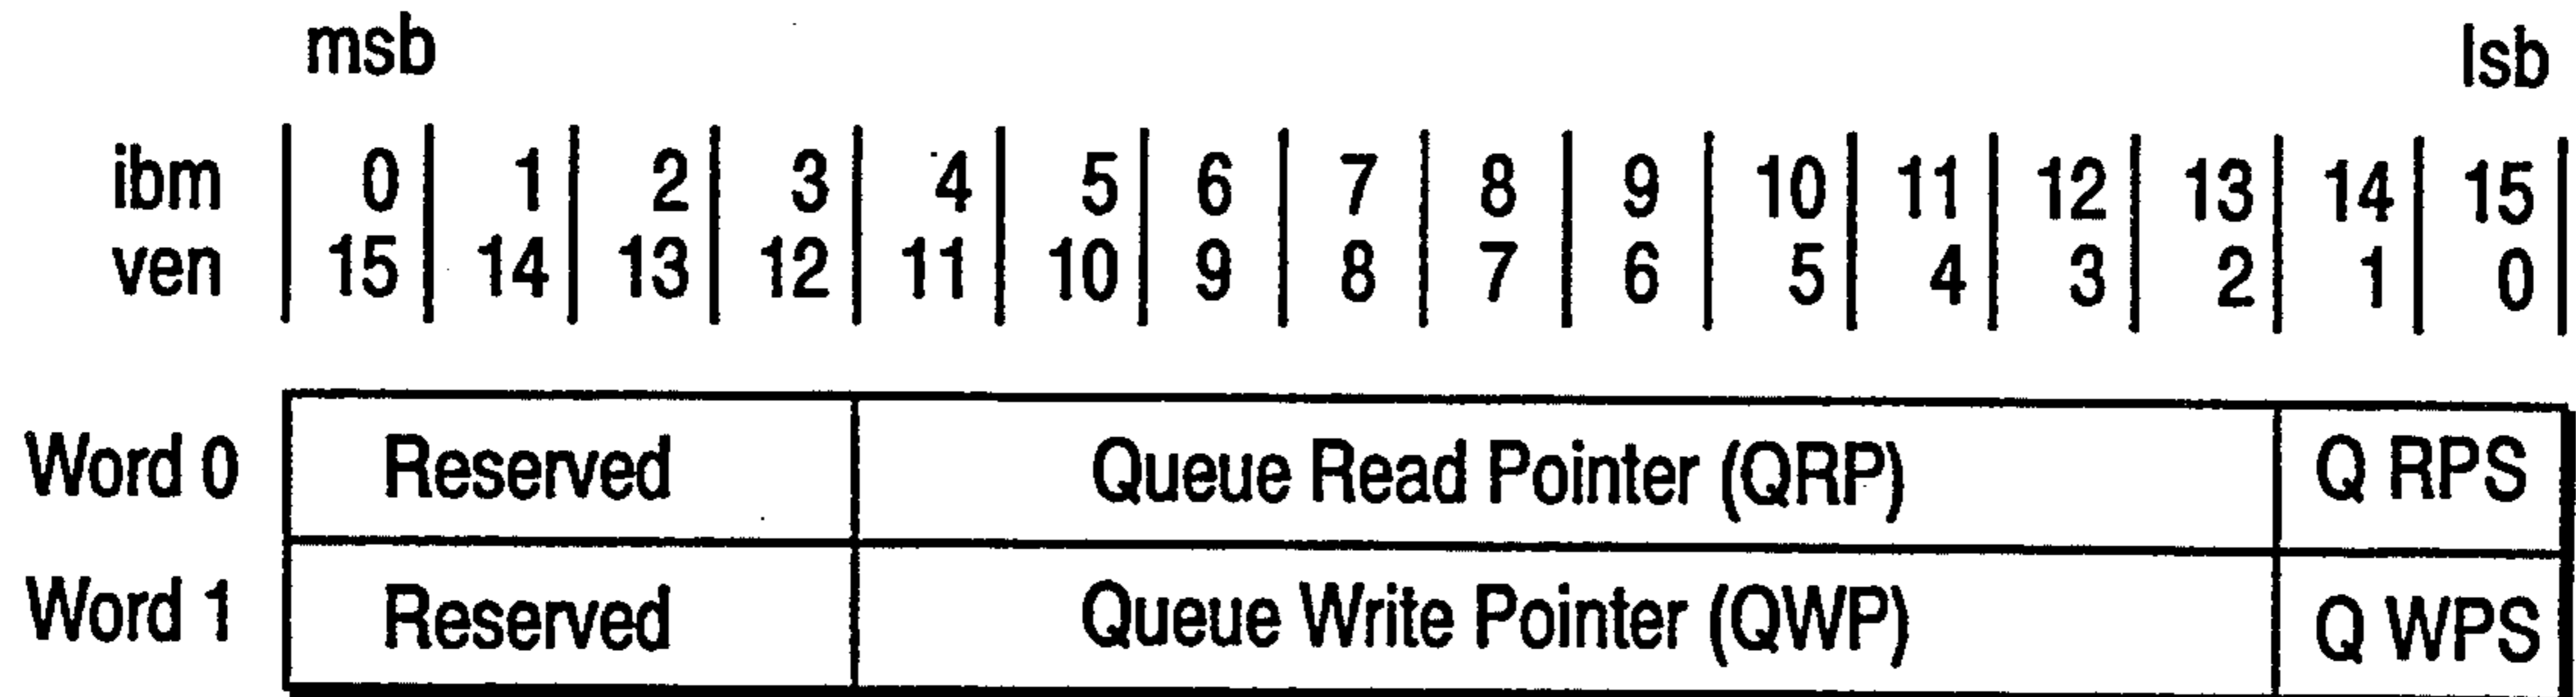 msb lsb
ibm 0 1 2 3 4 5 6 7 8 9 10 11 12 13 14 15
ven 15 14 13 12 11 10 9 8 7 6 5 4 3 2 1 0
Word 0 Reserved Queue Read Pointer (QRP) Q RPS
Word 1 Reserved Queue Write Pointer (QWP) Q WPS